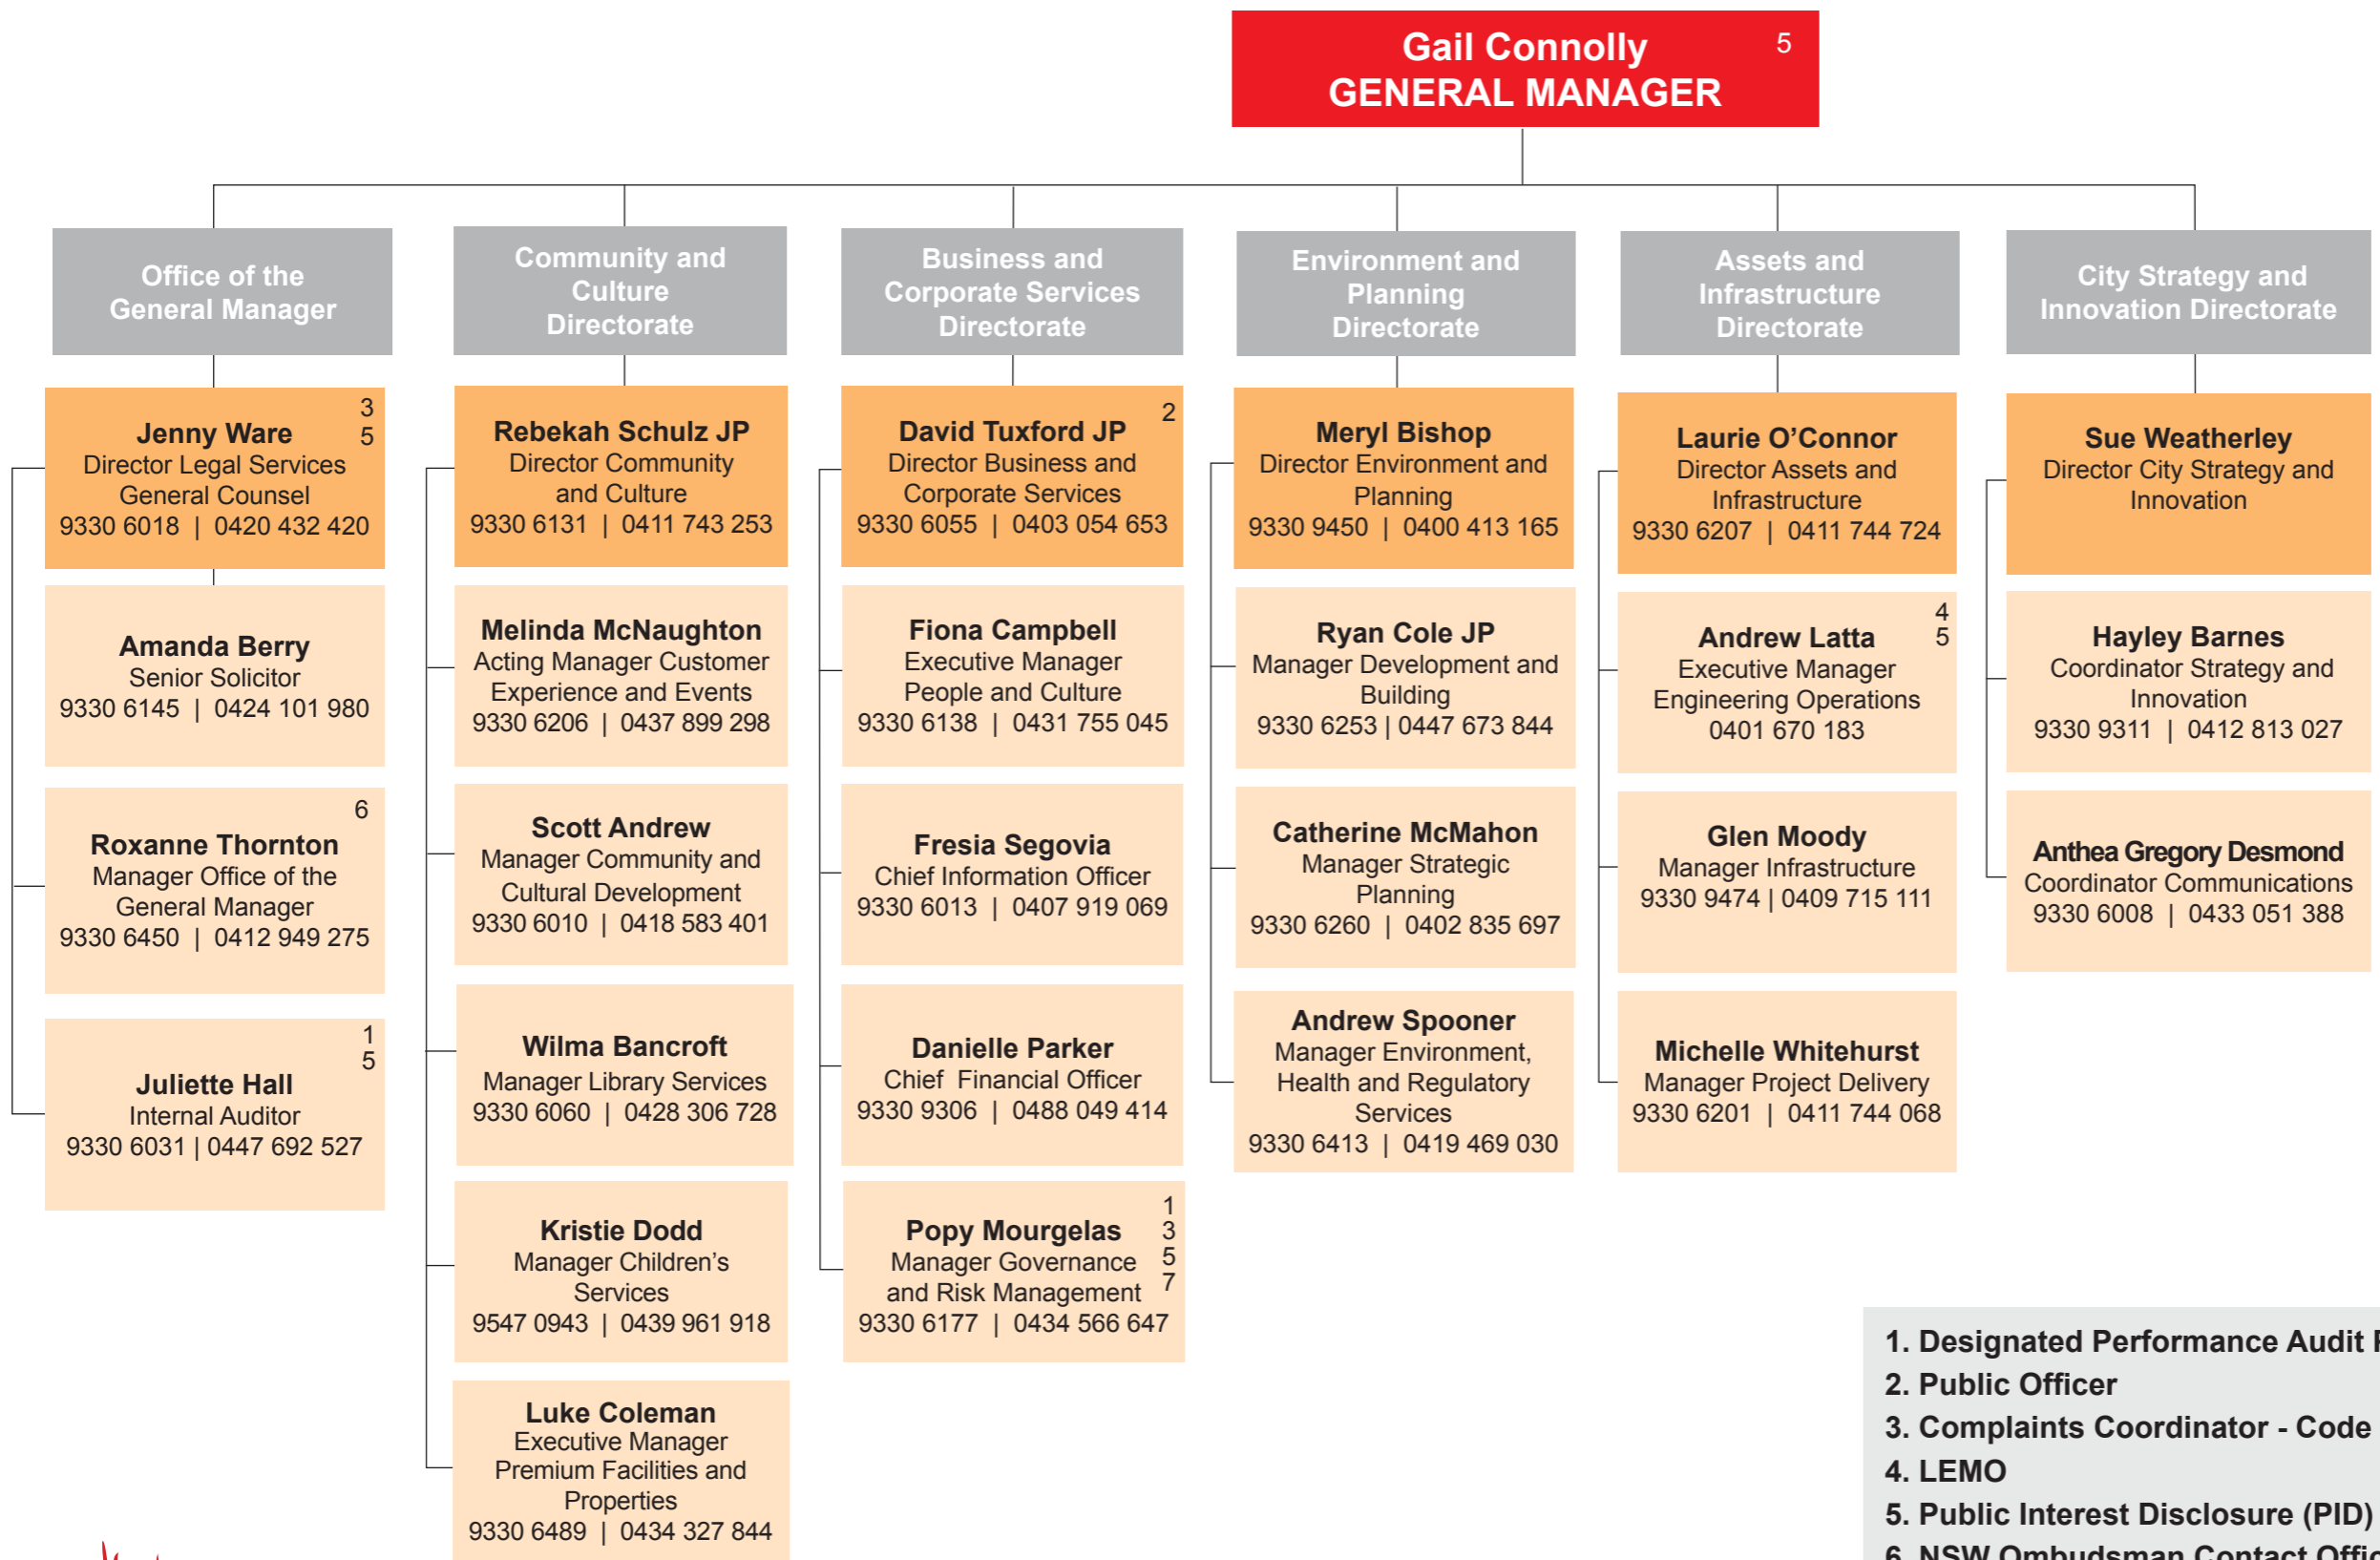 Gail Connolly 5
GENERAL MANAGER
Office of the
General Manager
Jenny Ware 3
5
Director Legal Services
General Counsel
9330 6018 | 0420 432 420
Amanda Berry
Senior Solicitor
9330 6145 | 0424 101 980
6
Roxanne Thornton
Manager Office of the
General Manager
9330 6450 | 0412 949 275
1
5
Juliette Hall
Internal Auditor
9330 6031 | 0447 692 527
Community and
Culture
Directorate
Rebekah Schulz JP
Director Community
and Culture
9330 6131 | 0411 743 253
Melinda McNaughton
Acting Manager Customer
Experience and Events
9330 6206 | 0437 899 298
Scott Andrew
Manager Community and
Cultural Development
9330 6010 | 0418 583 401
Wilma Bancroft
Manager Library Services
9330 6060 | 0428 306 728
Kristie Dodd
Manager Children’s
Services
9547 0943 | 0439 961 918
Luke Coleman
Executive Manager
Premium Facilities and
Properties
9330 6489 | 0434 327 844
Business and
Corporate Services
Directorate
David Tuxford JP 2
Director Business and
Corporate Services
9330 6055 | 0403 054 653
Fiona Campbell
Executive Manager
People and Culture
9330 6138 | 0431 755 045
Fresia Segovia
Chief Information Officer
9330 6013 | 0407 919 069
Danielle Parker
Chief Financial Officer
9330 9306 | 0488 049 414
1
Popy Mourgelas 3
Manager Governance 5
and Risk Management 7
9330 6177 | 0434 566 647
Environment and
Planning
Directorate
Meryl Bishop
Director Environment and
Planning
9330 9450 | 0400 413 165
Ryan Cole JP
Manager Development and
Building
9330 6253 | 0447 673 844
Catherine McMahon
Manager Strategic
Planning
9330 6260 | 0402 835 697
Andrew Spooner
Manager Environment,
Health and Regulatory
Services
9330 6413 | 0419 469 030
Assets and
Infrastructure
Directorate
Laurie O’Connor
Director Assets and
Infrastructure
9330 6207 | 0411 744 724
4
Andrew Latta 5
Executive Manager
Engineering Operations
0401 670 183
Glen Moody
Manager Infrastructure
9330 9474 | 0409 715 111
Michelle Whitehurst
Manager Project Delivery
9330 6201 | 0411 744 068
City Strategy and
Innovation Directorate
Sue Weatherley
Director City Strategy and
Innovation
Hayley Barnes
Coordinator Strategy and
Innovation
9330 9311 | 0412 813 027
Anthea Gregory Desmond
Coordinator Communications
9330 6008 | 0433 051 388
1. Designated Performance Audit
2. Public Officer
3. Complaints Coordinator - Code
4. LEMO
5. Public Interest Disclosure (PID)
6. NSW Ombudsman Contact